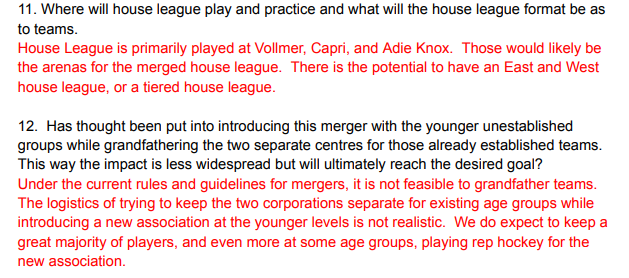 11. Where will house league play and practice and what will the house league format be as
to teams.
House League is primarily played at Vollmer, Capri, and Adie Knox.  Those would likely be
the arenas for the merged house league.  There is the potential to have an East and West
house league, or a tiered house league.
12.  Has thought been put into introducing this merger with the younger unestablished
groups while grandfathering the two separate centres for those already established teams.
This way the impact is less widespread but will ultimately reach the desired goal?
Under the current rules and guidelines for mergers, it is not feasible to grandfather teams.
The logistics of trying to keep the two corporations separate for existing age groups while
introducing a new association at the younger levels is not realistic.  We do expect to keep a
great majority of players, and even more at some age groups, playing rep hockey for the
new association.